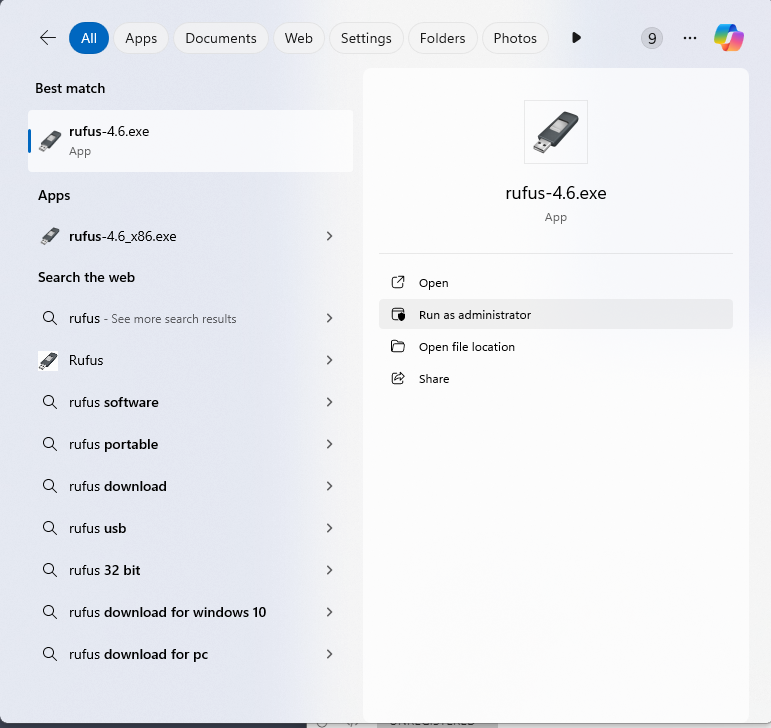 All Apps Documents Web Settings Folders Photos 9
Best match
rufus-4.6.exe
App
Apps
rufus-4.6_x86.exe
Search the web
rufus - See more search results
Rufus
rufus software
rufus portable
rufus download
rufus usb
rufus 32 bit
rufus download for windows 10
rufus download for pc
rufus-4.6.exe
App
Open
Run as administrator
Open file location
Share
UNREGISTERED